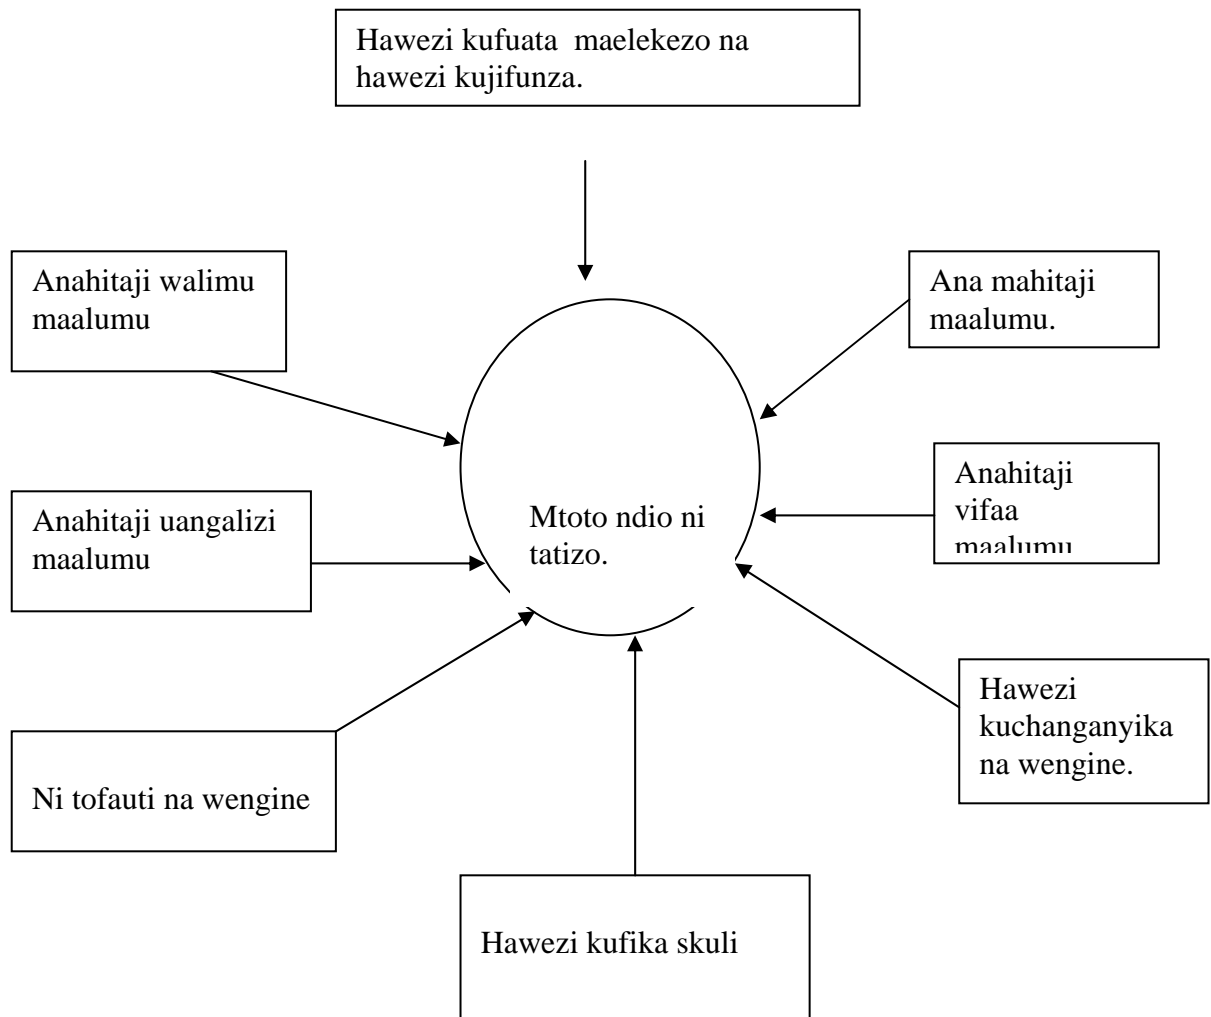 Hawezi kufuata maelekezo na
hawezi kujifunza.
Anahitaji walimu
maalumu
Ana mahitaji
maalumu.
Anahitaji uangalizi
maalumu
Mtoto ndio ni
tatizo.
Anahitaji
vifaa
maalumu
Ni tofauti na wengine
Hawezi
kuchanganyika
na wengine.
Hawezi kufika skuli